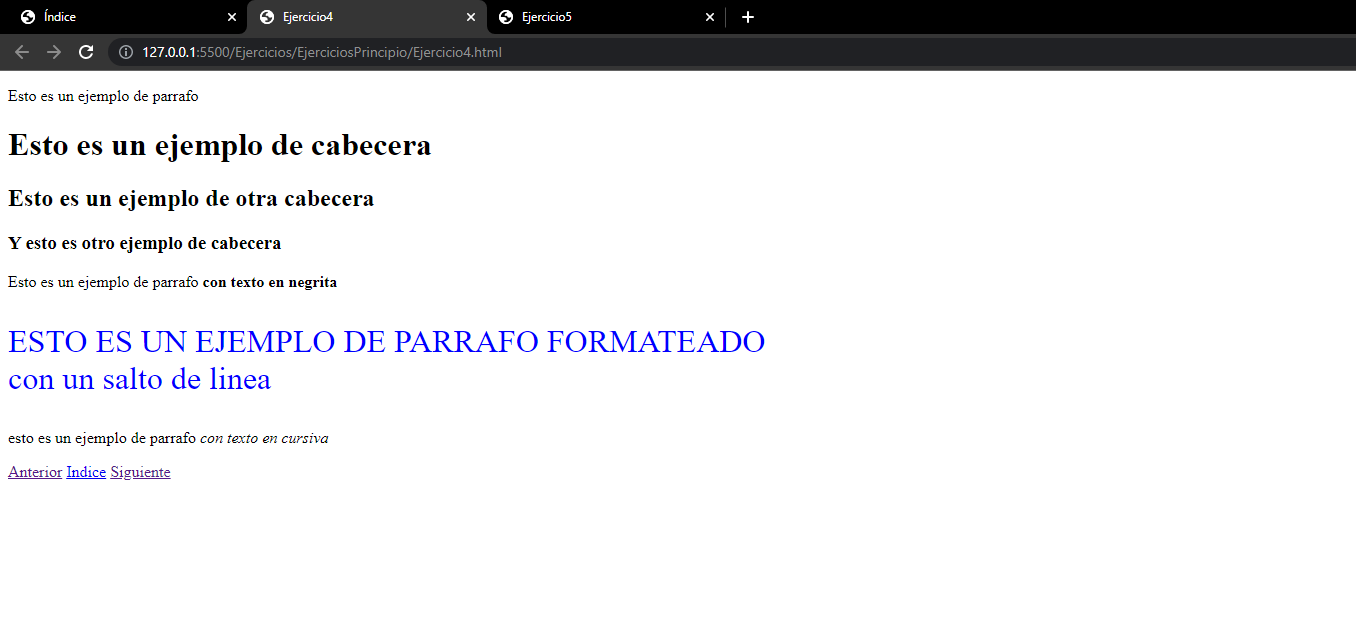 Índice
Ejercicio4
Ejercicio5
127.0.0.1:5500/Ejercicios/EjerciciosPrincipio/Ejercicio4.html
Esto es un ejemplo de parrafo
Esto es un ejemplo de cabecera
Esto es un ejemplo de otra cabecera
Y esto es otro ejemplo de cabecera
Esto es un ejemplo de parrafo con texto en negrita
ESTO ES UN EJEMPLO DE PARRAFO FORMATEADO
con un salto de linea
esto es un ejemplo de parrafo con texto en cursiva
Anterior Indice Siguiente